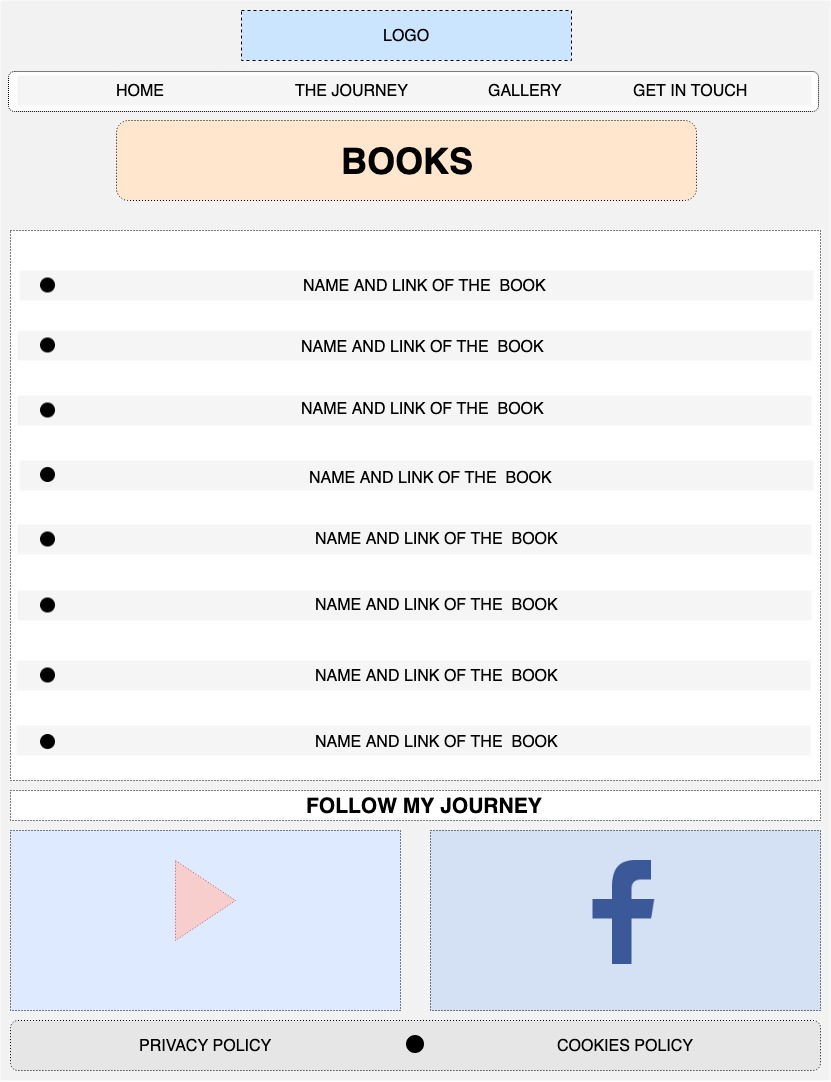 LOGO
HOME THE JOURNEY GALLERY GET IN TOUCH
BOOKS
NAME AND LINK OF THE  BOOK
NAME AND LINK OF THE  BOOK
NAME AND LINK OF THE  BOOK
NAME AND LINK OF THE  BOOK
NAME AND LINK OF THE  BOOK
NAME AND LINK OF THE  BOOK
NAME AND LINK OF THE  BOOK
NAME AND LINK OF THE  BOOK
FOLLOW MY JOURNEY
PRIVACY POLICY COOKIES POLICY